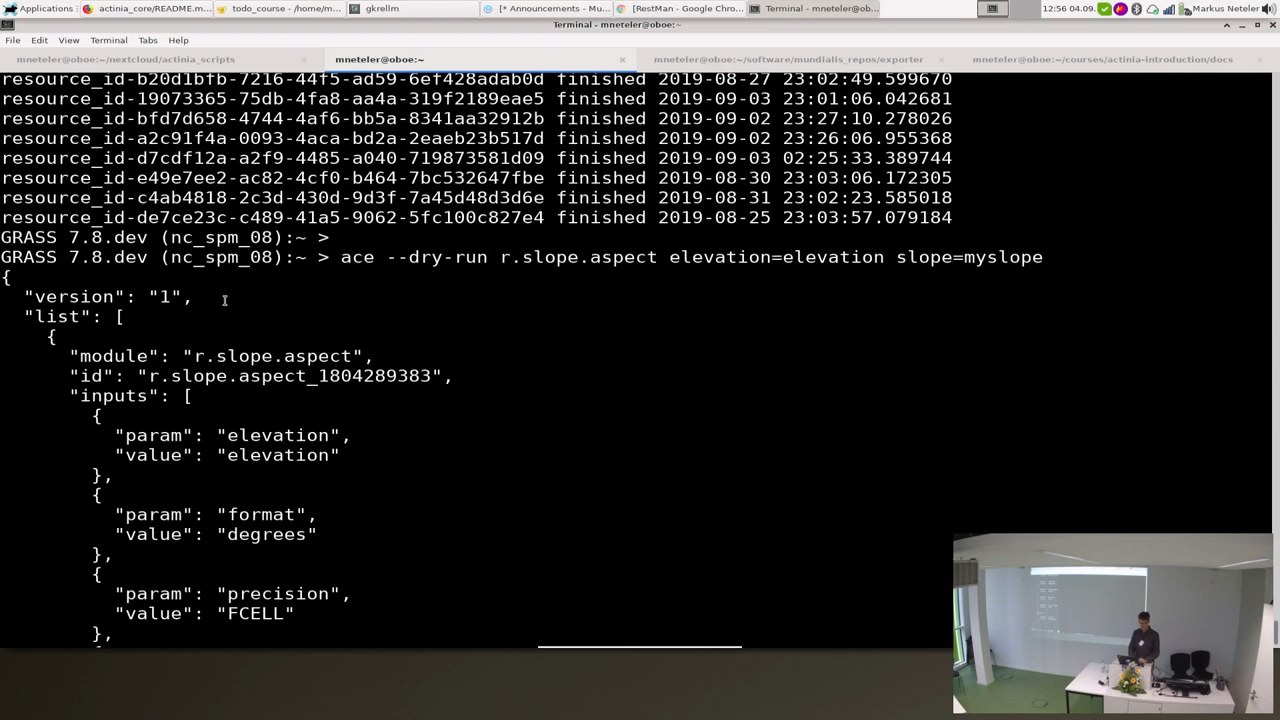 Applications
actinia_core/README.m...
todo_course - /home/m...
gkrellm
[* Announcements - Mu...
[RestMan - Google Chro...
Terminal - mneteler@ob...
12:56 04.09.
Markus Neteler
Terminal - mneteler@oboe:~
File Edit View Terminal Tabs Help
mneteler@oboe:~/nextcloud/actinia_scripts
mneteler@oboe:~
mneteler@oboe:~/software/mundialis_repos/exporter
mneteler@oboe:~/courses/actinia-introduction/docs
resource_id-b20d1bfb-7216-44f5-ad59-6ef428adab0d finished 2019-08-27 23:02:49.599670
resource_id-19073365-75db-4fa8-aa4a-319f2189eae5 finished 2019-09-03 23:01:06.042681
resource_id-bfd7d658-4744-4af6-bb5a-8341aa32912b finished 2019-09-02 23:27:10.278026
resource_id-a2c91f4a-0093-4aca-bd2a-2eaeb23b517d finished 2019-09-02 23:26:06.955368
resource_id-d7cdf12a-a2f9-4485-a040-719873581d09 finished 2019-09-03 02:25:33.389744
resource_id-e49e7ee2-ac82-4cf0-b464-7bc532647fbe finished 2019-08-30 23:03:06.172305
resource_id-c4ab4818-2c3d-430d-9d3f-7a45d48d3d6e finished 2019-08-31 23:02:23.585018
resource_id-de7ce23c-c489-41a5-9062-5fc100c827e4 finished 2019-08-25 23:03:57.079184
GRASS 7.8.dev (nc_spm_08):~ >
GRASS 7.8.dev (nc_spm_08):~ > ace --dry-run r.slope.aspect elevation=elevation slope=myslope
{
"version": "1",
"list": [
{
"module": "r.slope.aspect",
"id": "r.slope.aspect_1804289383",
"inputs": [
{
"param": "elevation",
"value": "elevation"
},
{
"param": "format",
"value": "degrees"
},
{
"param": "precision",
"value": "FCELL"
},